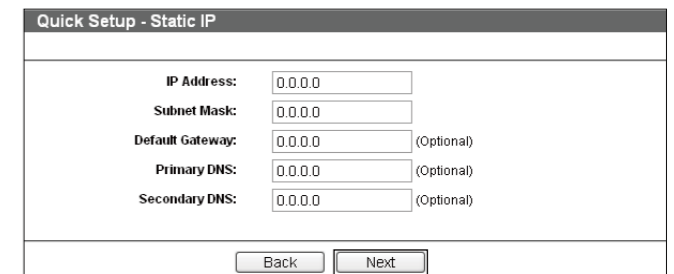 Quick Setup - Static IP
IP Address: 0.0.0.0
Subnet Mask: 0.0.0.0
Default Gateway: 0.0.0.0 (Optional)
Primary DNS: 0.0.0.0 (Optional)
Secondary DNS: 0.0.0.0 (Optional)
Back Next